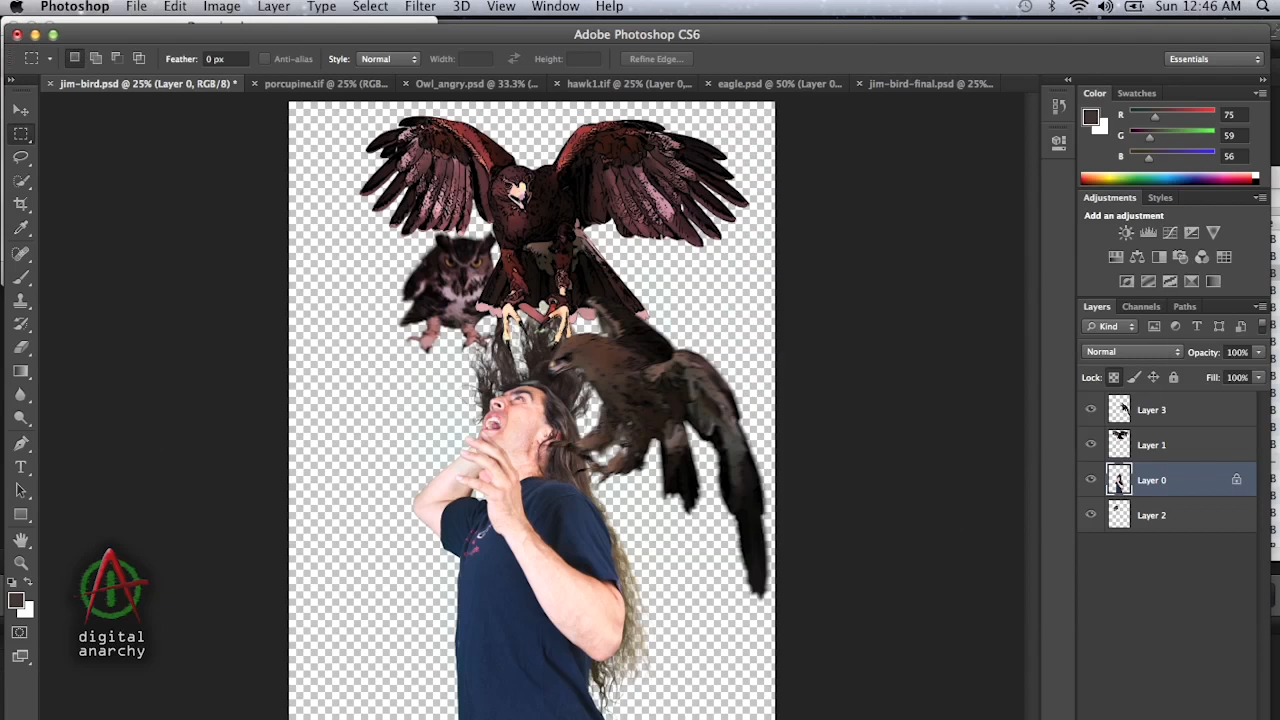 Photoshop File Edit Image Layer Type Select Filter 3D View Window Help Sun 12:46 AM
Adobe Photoshop CS6
Feather: 0 px Anti-alias Style: Normal Width: Height: Refine Edge... Essentials
jim-bird.psd @ 25% (Layer 0, RGB/8) * porcupine.tif @ 25% (RGB... Owl_angry.psd @ 33.3% (... hawk1.tif @ 25% (Layer 0,... eagle.psd @ 50% (Layer 0... jim-bird-final.psd @ 25%...
Color Swatches
R 75
G 59
B 56
Adjustments Styles
Add an adjustment
Layers Channels Paths
Kind
Normal Opacity: 100%
Lock: Fill: 100%
Layer 3
Layer 1
Layer 0
Layer 2
digital
anarchy